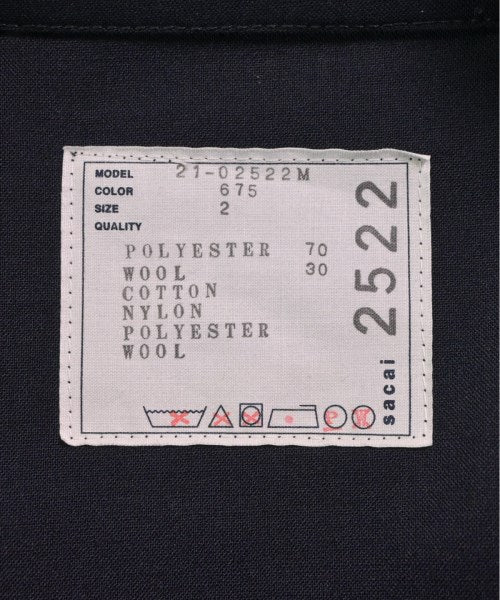 MODEL 21-02522M
COLOR 675
SIZE 2
QUALITY
POLYESTER 70
WOOL 30
COTTON
NYLON
POLYESTER
WOOL
sacai 2522
P W